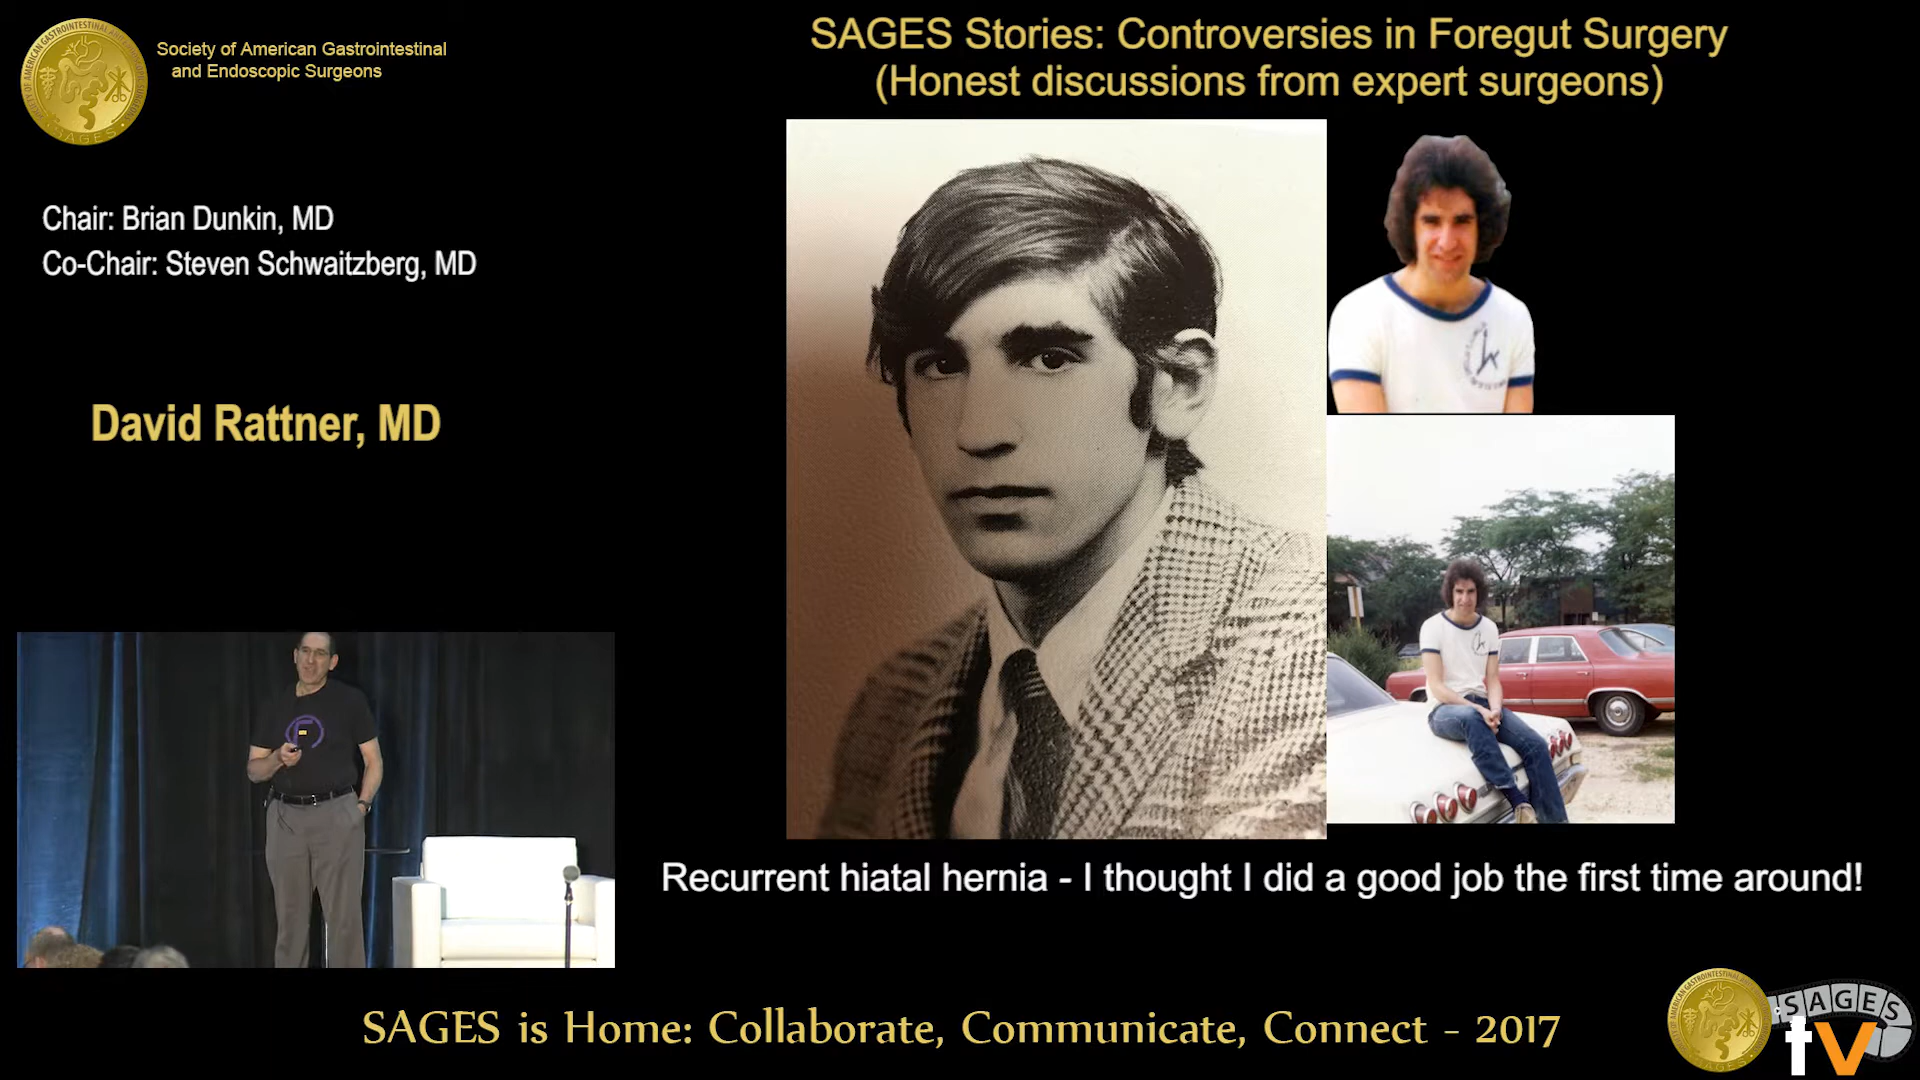 Society of American Gastrointestinal
and Endoscopic Surgeons
SAGES Stories: Controversies in Foregut Surgery
(Honest discussions from expert surgeons)
Chair: Brian Dunkin, MD
Co-Chair: Steven Schwaitzberg, MD
David Rattner, MD
Recurrent hiatal hernia - I thought I did a good job the first time around!
SAGES is Home: Collaborate, Communicate, Connect - 2017
SAGES
tv